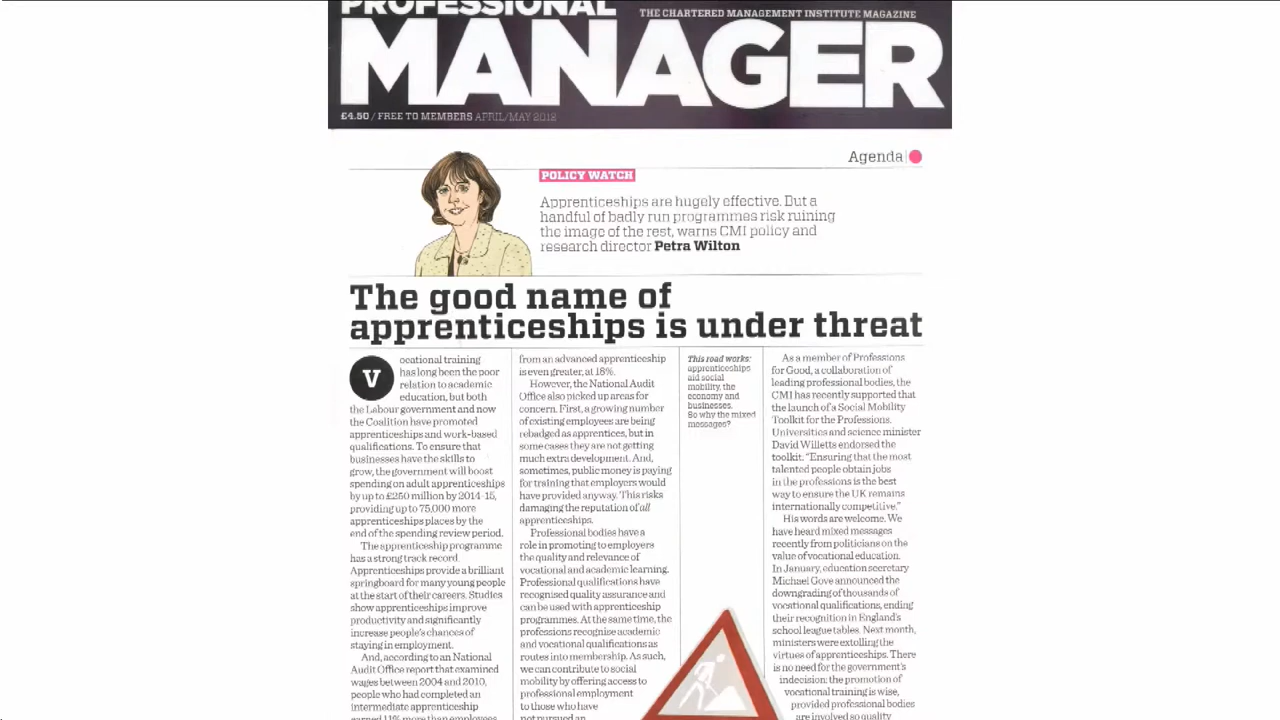 PROFESSIONAL
THE CHARTERED MANAGEMENT INSTITUTE MAGAZINE
MANAGER
£4.50 / FREE TO MEMBERS APRIL/MAY 2012
Agenda
POLICY WATCH
Apprenticeships are hugely effective. But a
handful of badly run programmes risk ruining
the image of the rest, warns CMI policy and
research director Petra Wilton
The good name of
apprenticeships is under threat
Vocational training
has long been the poor
relation to academic
education, but both
the Labour government and now
the Coalition have promoted
apprenticeships and work-based
qualifications. To ensure that
businesses have the skills to
grow, the government will boost
spending on adult apprenticeships
by up to £250 million by 2014-15,
providing up to 75,000 more
apprenticeships places by the
end of the spending review period.
The apprenticeship programme
has a strong track record.
Apprenticeships provide a brilliant
springboard for many young people
at the start of their careers. Studies
show apprenticeships improve
productivity and significantly
increase people's chances of
staying in employment.
And, according to an National
Audit Office report that examined
wages between 2004 and 2010,
people who had completed an
intermediate apprenticeship
earned 11% more than employees
from an advanced apprenticeship
is even greater, at 18%.
However, the National Audit
Office also picked up areas for
concern. First, a growing number
of existing employees are being
rebadged as apprentices, but in
some cases they are not getting
much extra development. And,
sometimes, public money is paying
for training that employers would
have provided anyway. This risks
damaging the reputation of all
apprenticeships.
Professional bodies have a
role in promoting to employers
the quality and relevance of
vocational and academic learning.
Professional qualifications have
recognised quality assurance and
can be used with apprenticeship
programmes. At the same time, the
professions recognise academic
and vocational qualifications as
routes into membership. As such,
we can contribute to social
mobility by offering access to
professional employment
to those who have
not pursued an
This road works:
apprenticeships
aid social
mobility, the
economy and
businesses.
So why the mixed
messages?
As a member of Professions
for Good, a collaboration of
leading professional bodies, the
CMI has recently supported that
the launch of a Social Mobility
Toolkit for the Professions.
Universities and science minister
David Willetts endorsed the
toolkit. "Ensuring that the most
talented people obtain jobs
in the professions is the best
way to ensure the UK remains
internationally competitive."
His words are welcome. We
have heard mixed messages
recently from politicians on the
value of vocational education.
In January, education secretary
Michael Gove announced the
downgrading of thousands of
vocational qualifications, ending
their recognition in England's
school league tables. Next month,
ministers were extolling the
virtues of apprenticeships. There
is no need for the government's
indecision: the promotion of
vocational training is wise,
provided professional bodies
are involved so quality